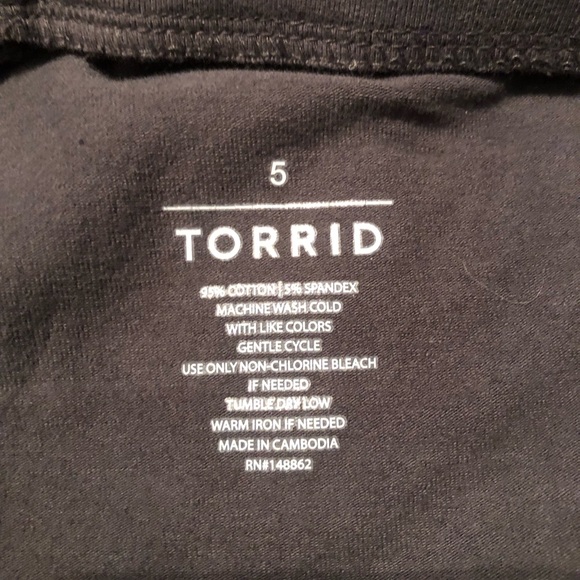 5
TORRID
95% COTTON | 5% SPANDEX
MACHINE WASH COLD
WITH LIKE COLORS
GENTLE CYCLE
USE ONLY NON-CHLORINE BLEACH
IF NEEDED
TUMBLE DRY LOW
WARM IRON IF NEEDED
MADE IN CAMBODIA
RN#148862